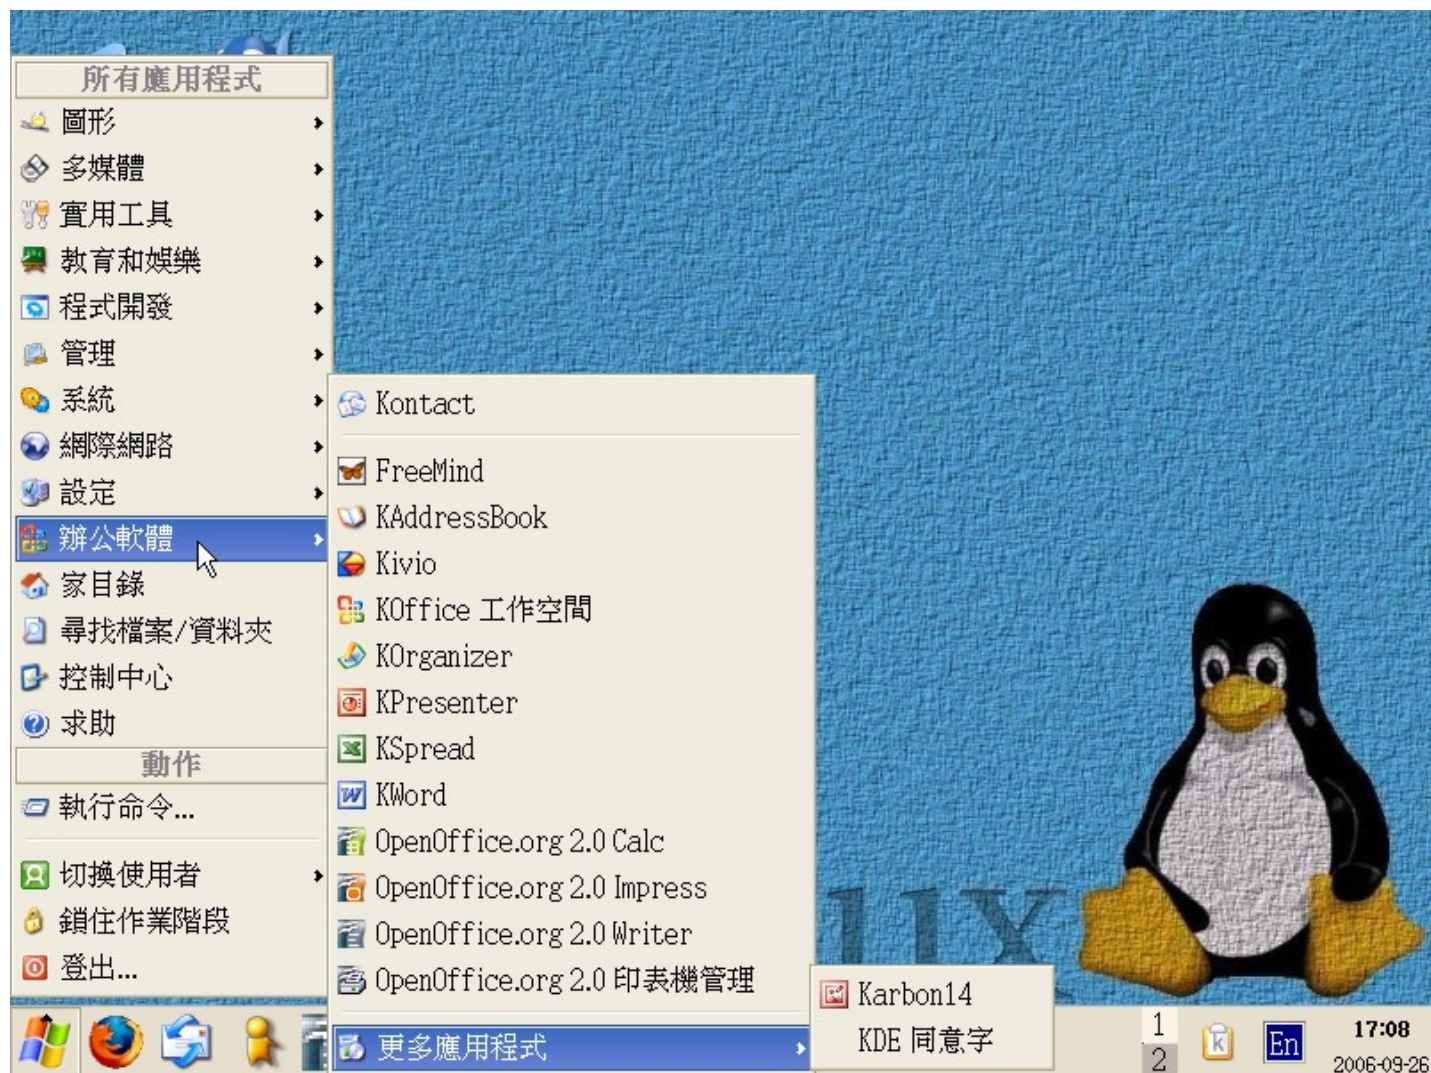 所有應用程式
圖形
多媒體
實用工具
教育和娛樂
程式開發
管理
系統
網際網路
設定
辦公軟體
家目錄
尋找檔案/資料夾
控制中心
求助
動作
執行命令...
切換使用者
鎖住作業階段
登出...
Kontact
FreeMind
KAddressBook
Kivio
KOffice 工作空間
KOrganizer
KPresenter
KSpread
KWord
OpenOffice.org 2.0 Calc
OpenOffice.org 2.0 Impress
OpenOffice.org 2.0 Writer
OpenOffice.org 2.0 印表機管理
更多應用程式
Karbon14
KDE 同意字
1
2
En
17:08
2006-09-26